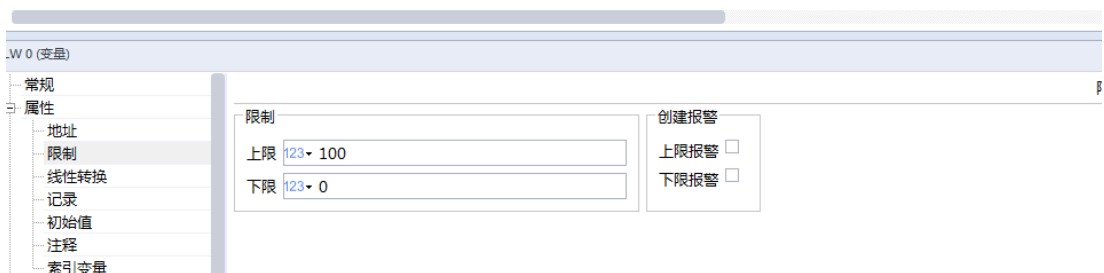 LW 0 (变量)
常规
属性
地址
限制
线性转换
记录
初始值
注释
索引变量
限制
上限 123 100
下限 123 0
创建报警
上限报警
下限报警